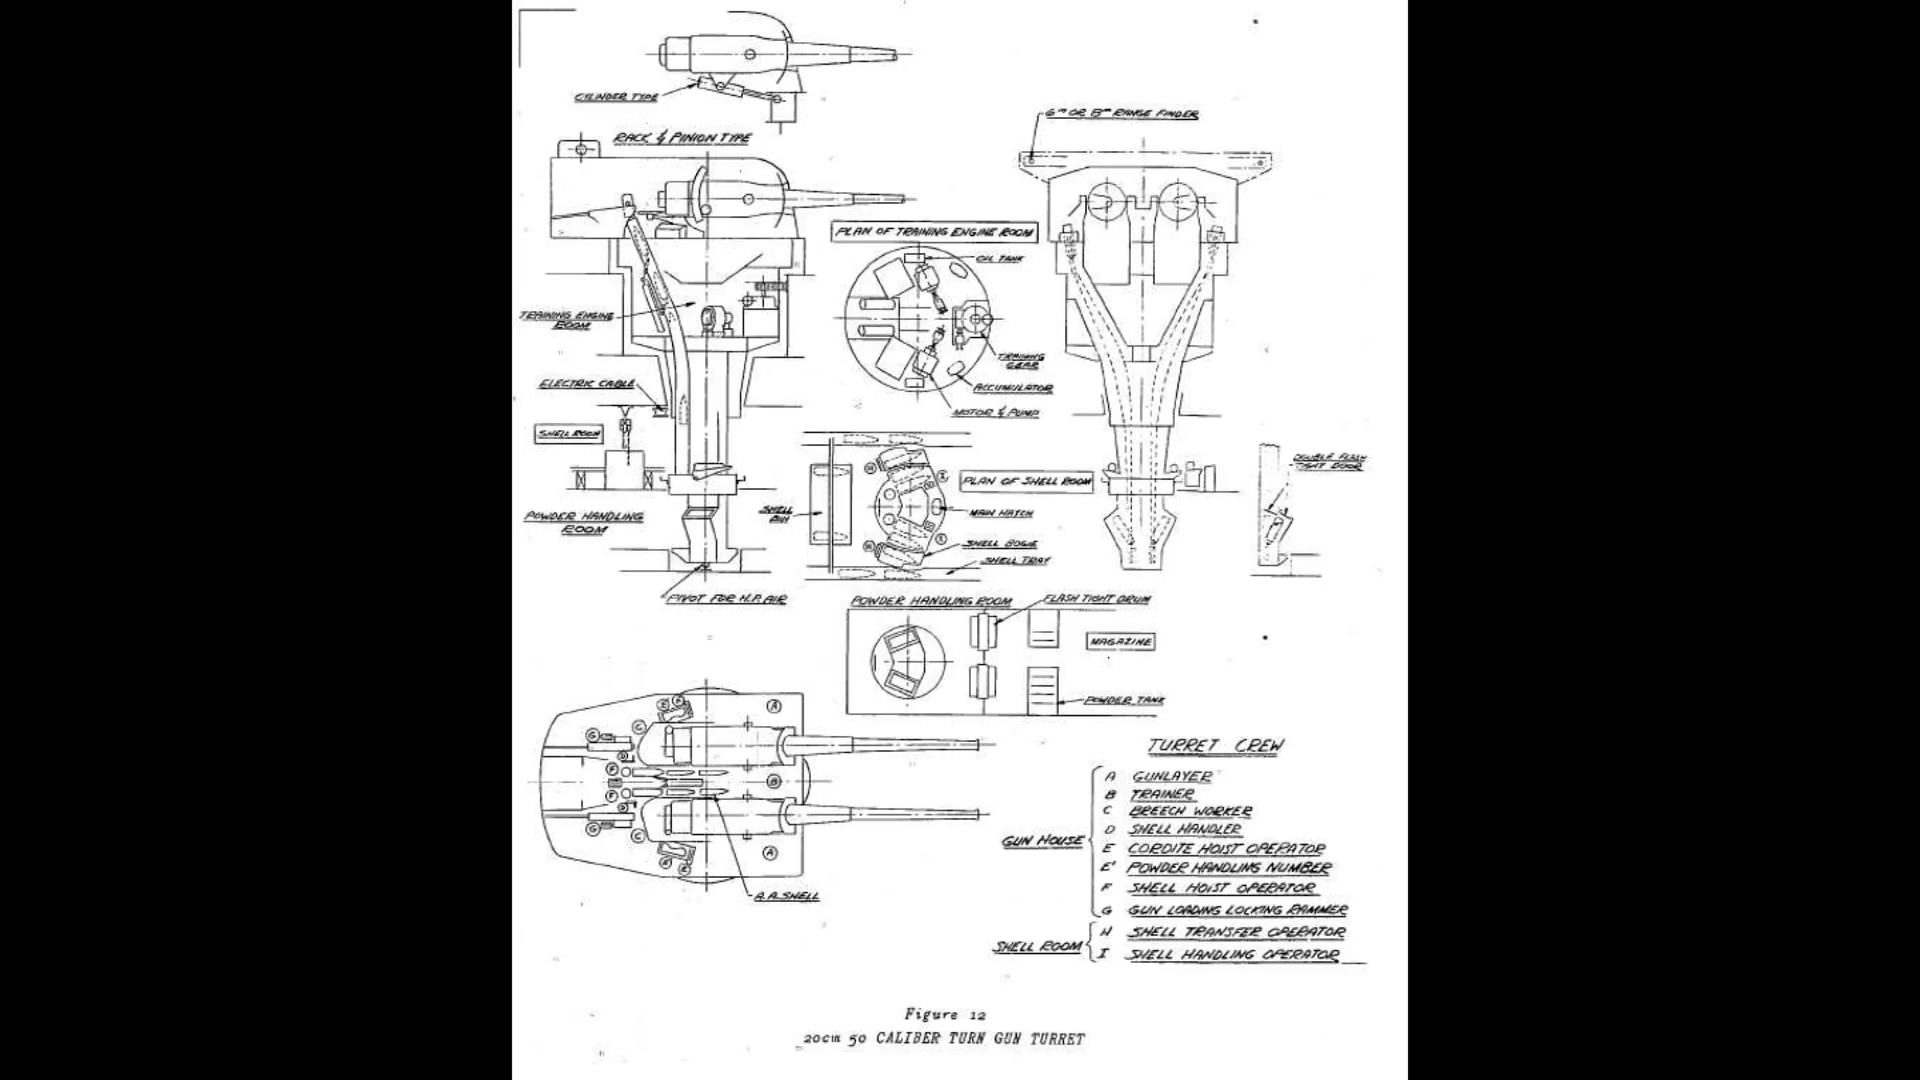 CYLINDER TYPE
RACK & PINION TYPE
6m OR 8m RANGE FINDER
PLAN OF TRAINING ENGINE ROOM
OIL TANK
TRAINING ENGINE
ROOM
TRAINING
GEAR
ELECTRIC CABLE
ACCUMULATOR
MOTOR & PUMP
SHELL ROOM
DOUBLE FLASH
TIGHT DOOR
PLAN OF SHELL ROOM
H
I
SHELL
BIN
MAIN HATCH
POWDER HANDLING
ROOM
H
I
SHELL BOGIE
SHELL TRAY
PIVOT FOR H.P. AIR
POWDER HANDLING ROOM
FLASH TIGHT DRUM
MAGAZINE
POWDER TANK
E
A
C
G
D
F
B
F
D
G
C
A
E
E
A.A. SHELL
TURRET CREW
GUN HOUSE
A GUNLAYER
B TRAINER
C BREECH WORKER
D SHELL HANDLER
E CORDITE HOIST OPERATOR
E' POWDER HANDLING NUMBER
F SHELL HOIST OPERATOR
G GUN LOADING LOCKING RAMMER
SHELL ROOM
H SHELL TRANSFER OPERATOR
I SHELL HANDLING OPERATOR
Figure 12
20cm 50 CALIBER TURN GUN TURRET